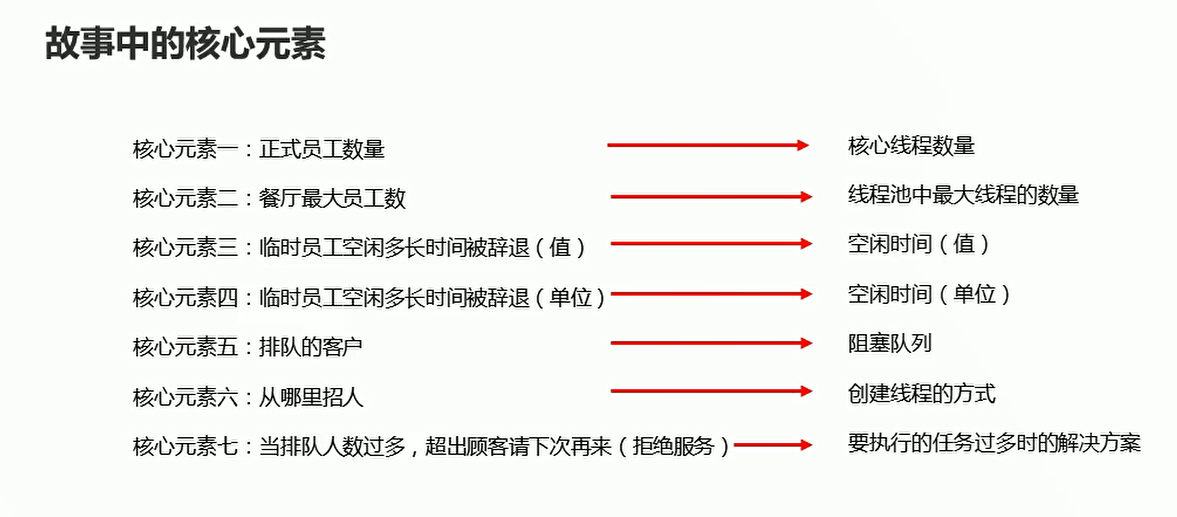 故事中的核心元素
核心元素一：正式员工数量 核心线程数量
核心元素二：餐厅最大员工数 线程池中最大线程的数量
核心元素三：临时员工空闲多长时间被辞退（值） 空闲时间（值）
核心元素四：临时员工空闲多长时间被辞退（单位） 空闲时间（单位）
核心元素五：排队的客户 阻塞队列
核心元素六：从哪里招人 创建线程的方式
核心元素七：当排队人数过多，超出顾客请下次再来（拒绝服务） 要执行的任务过多时的解决方案